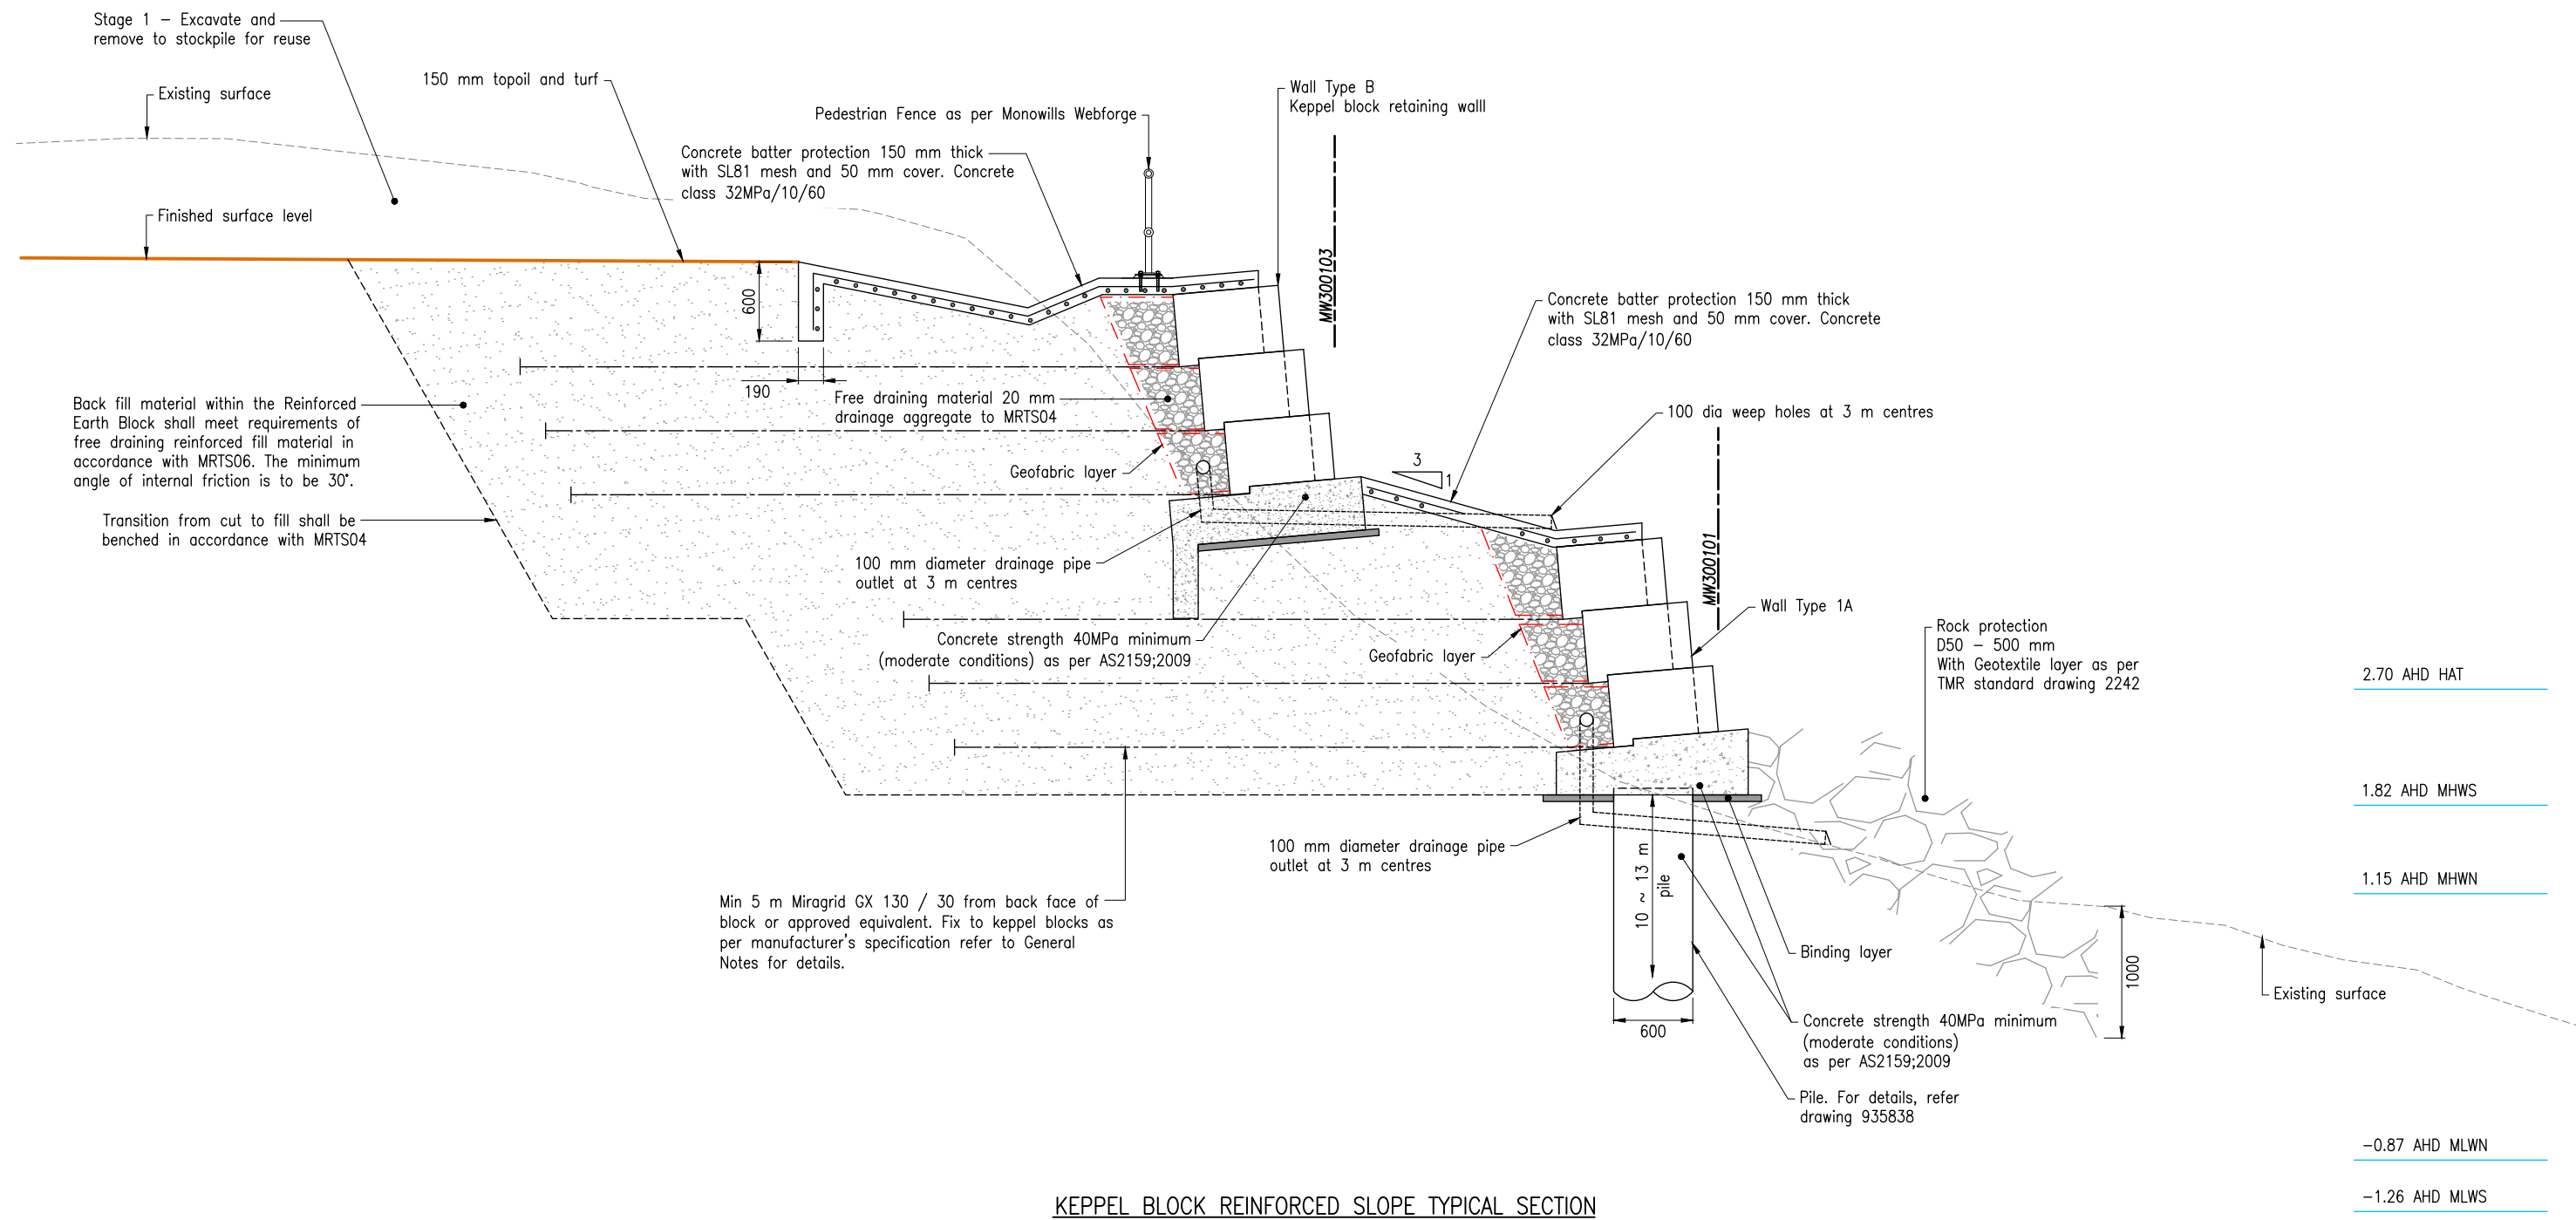 Stage 1 – Excavate and
remove to stockpile for reuse
Existing surface
150 mm topoil and turf
Pedestrian Fence as per Monowills Webforge
Wall Type B
Keppel block retaining walll
Concrete batter protection 150 mm thick
with SL81 mesh and 50 mm cover. Concrete
class 32MPa/10/60
Finished surface level
MW300103
600
190
Concrete batter protection 150 mm thick
with SL81 mesh and 50 mm cover. Concrete
class 32MPa/10/60
Back fill material within the Reinforced
Earth Block shall meet requirements of
free draining reinforced fill material in
accordance with MRTS06. The minimum
angle of internal friction is to be 30°.
Free draining material 20 mm
drainage aggregate to MRTS04
100 dia weep holes at 3 m centres
Geofabric layer
3
1
Transition from cut to fill shall be
benched in accordance with MRTS04
MW300101
100 mm diameter drainage pipe
outlet at 3 m centres
Wall Type 1A
Concrete strength 40MPa minimum
(moderate conditions) as per AS2159;2009
Geofabric layer
Rock protection
D50 – 500 mm
With Geotextile layer as per
TMR standard drawing 2242
2.70 AHD HAT
1.82 AHD MHWS
100 mm diameter drainage pipe
outlet at 3 m centres
10 ~ 13 m
pile
1.15 AHD MHWN
Min 5 m Miragrid GX 130 / 30 from back face of
block or approved equivalent. Fix to keppel blocks as
per manufacturer's specification refer to General
Notes for details.
Binding layer
1000
Existing surface
600
Concrete strength 40MPa minimum
(moderate conditions)
as per AS2159;2009
Pile. For details, refer
drawing 935838
–0.87 AHD MLWN
–1.26 AHD MLWS
KEPPEL BLOCK REINFORCED SLOPE TYPICAL SECTION